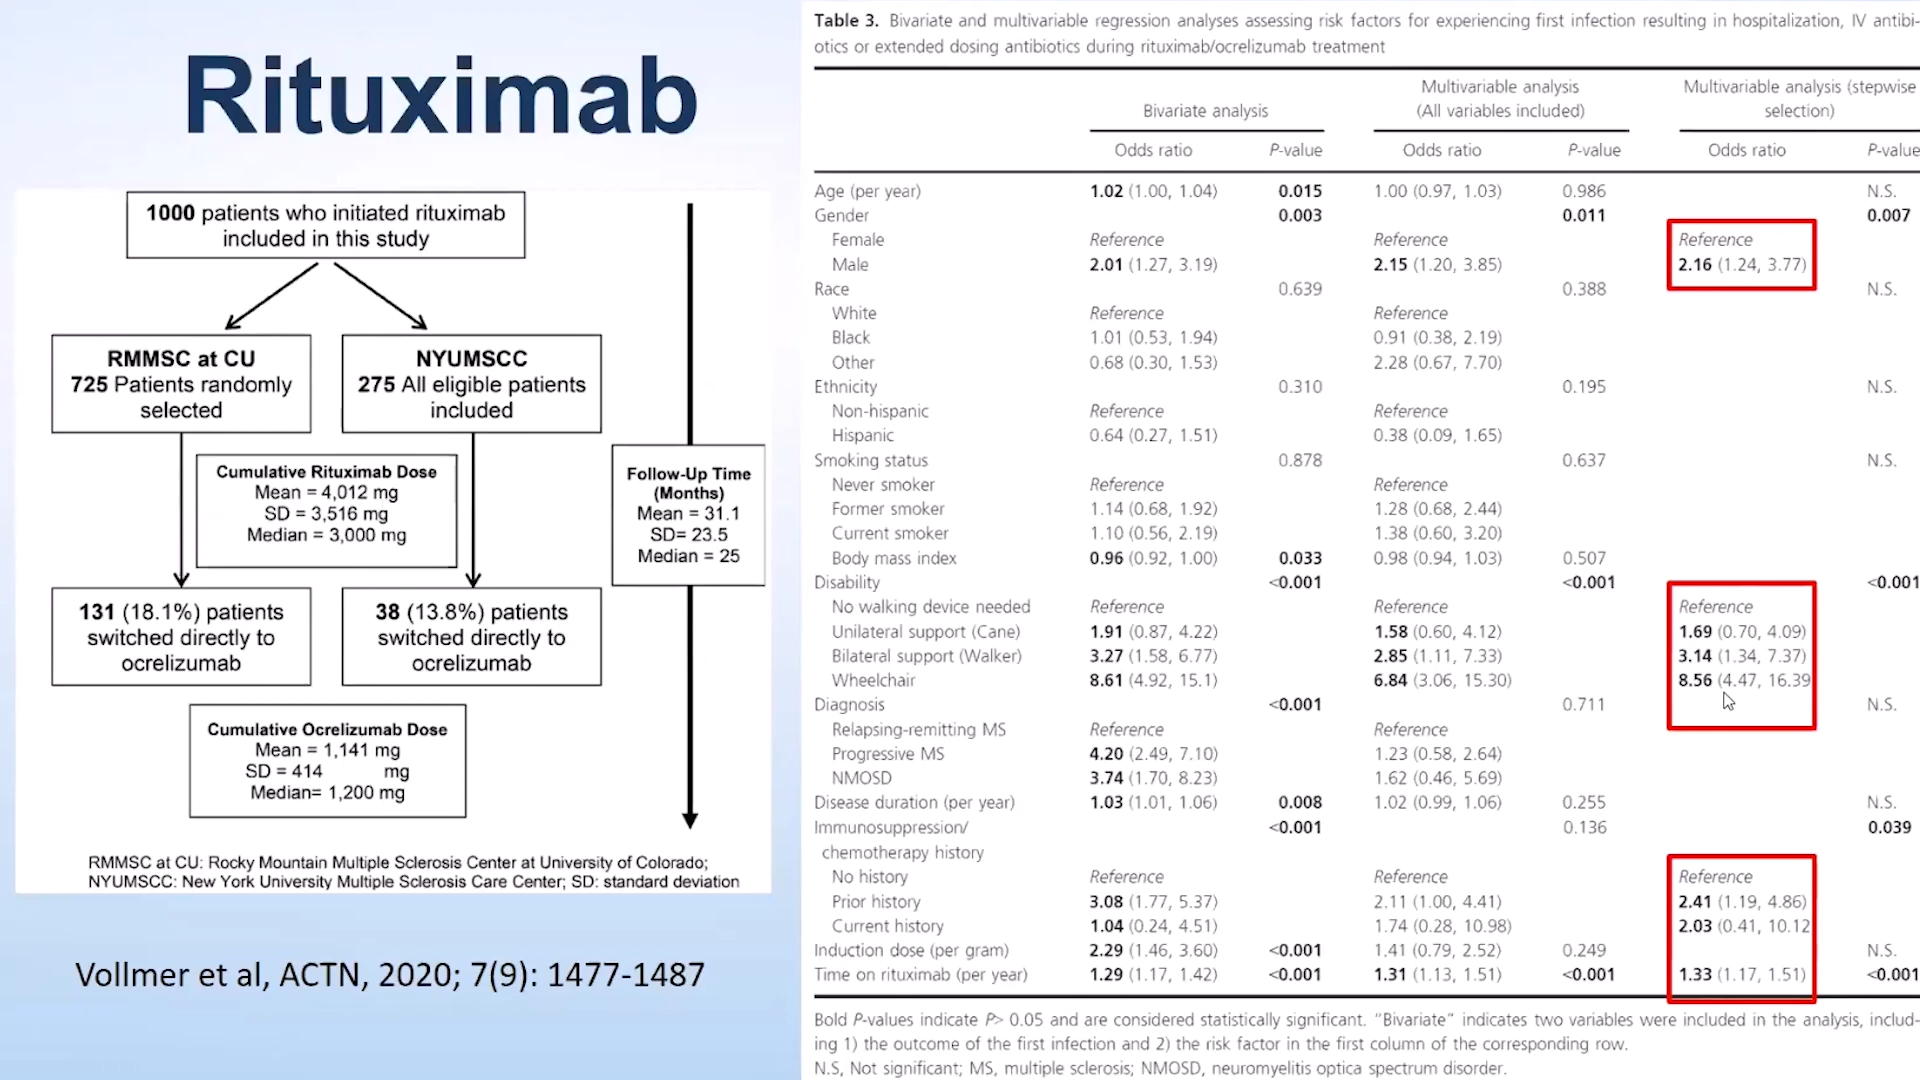 Rituximab
1000 patients who initiated rituximab
included in this study
RMMSC at CU
725 Patients randomly
selected
NYUMSCC
275 All eligible patients
included
Cumulative Rituximab Dose
Mean = 4,012 mg
SD = 3,516 mg
Median = 3,000 mg
Follow-Up Time
(Months)
Mean = 31.1
SD= 23.5
Median = 25
131 (18.1%) patients
switched directly to
ocrelizumab
38 (13.8%) patients
switched directly to
ocrelizumab
Cumulative Ocrelizumab Dose
Mean = 1,141 mg
SD = 414 mg
Median= 1,200 mg
RMMSC at CU: Rocky Mountain Multiple Sclerosis Center at University of Colorado;
NYUMSCC: New York University Multiple Sclerosis Care Center; SD: standard deviation
Vollmer et al, ACTN, 2020; 7(9): 1477-1487
Table 3. Bivariate and multivariable regression analyses assessing risk factors for experiencing first infection resulting in hospitalization, IV antibi-
otics or extended dosing antibiotics during rituximab/ocrelizumab treatment
Bivariate analysis
Multivariable analysis
(All variables included)
Multivariable analysis (stepwise
selection)
Odds ratio P-value Odds ratio P-value Odds ratio P-value
Age (per year) 1.02 (1.00, 1.04) 0.015 1.00 (0.97, 1.03) 0.986 N.S.
Gender 0.003 0.011 0.007
Female Reference Reference Reference
Male 2.01 (1.27, 3.19) 2.15 (1.20, 3.85) 2.16 (1.24, 3.77)
Race 0.639 0.388 N.S.
White Reference Reference
Black 1.01 (0.53, 1.94) 0.91 (0.38, 2.19)
Other 0.68 (0.30, 1.53) 2.28 (0.67, 7.70)
Ethnicity 0.310 0.195 N.S.
Non-hispanic Reference Reference
Hispanic 0.64 (0.27, 1.51) 0.38 (0.09, 1.65)
Smoking status 0.878 0.637 N.S.
Never smoker Reference Reference
Former smoker 1.14 (0.68, 1.92) 1.28 (0.68, 2.44)
Current smoker 1.10 (0.56, 2.19) 1.38 (0.60, 3.20)
Body mass index 0.96 (0.92, 1.00) 0.033 0.98 (0.94, 1.03) 0.507
Disability <0.001 <0.001 <0.001
No walking device needed Reference Reference Reference
Unilateral support (Cane) 1.91 (0.87, 4.22) 1.58 (0.60, 4.12) 1.69 (0.70, 4.09)
Bilateral support (Walker) 3.27 (1.58, 6.77) 2.85 (1.11, 7.33) 3.14 (1.34, 7.37)
Wheelchair 8.61 (4.92, 15.1) 6.84 (3.06, 15.30) 8.56 (4.47, 16.39
Diagnosis <0.001 0.711 N.S.
Relapsing-remitting MS Reference Reference
Progressive MS 4.20 (2.49, 7.10) 1.23 (0.58, 2.64)
NMOSD 3.74 (1.70, 8.23) 1.62 (0.46, 5.69)
Disease duration (per year) 1.03 (1.01, 1.06) 0.008 1.02 (0.99, 1.06) 0.255 N.S.
Immunosuppression/ <0.001 0.136 0.039
chemotherapy history
No history Reference Reference Reference
Prior history 3.08 (1.77, 5.37) 2.11 (1.00, 4.41) 2.41 (1.19, 4.86)
Current history 1.04 (0.24, 4.51) 1.74 (0.28, 10.98) 2.03 (0.41, 10.12
Induction dose (per gram) 2.29 (1.46, 3.60) <0.001 1.41 (0.79, 2.52) 0.249 N.S.
Time on rituximab (per year) 1.29 (1.17, 1.42) <0.001 1.31 (1.13, 1.51) <0.001 1.33 (1.17, 1.51) <0.001
Bold P-values indicate P> 0.05 and are considered statistically significant. “Bivariate” indicates two variables were included in the analysis, includ-
ing 1) the outcome of the first infection and 2) the risk factor in the first column of the corresponding row.
N.S, Not significant; MS, multiple sclerosis; NMOSD, neuromyelitis optica spectrum disorder.